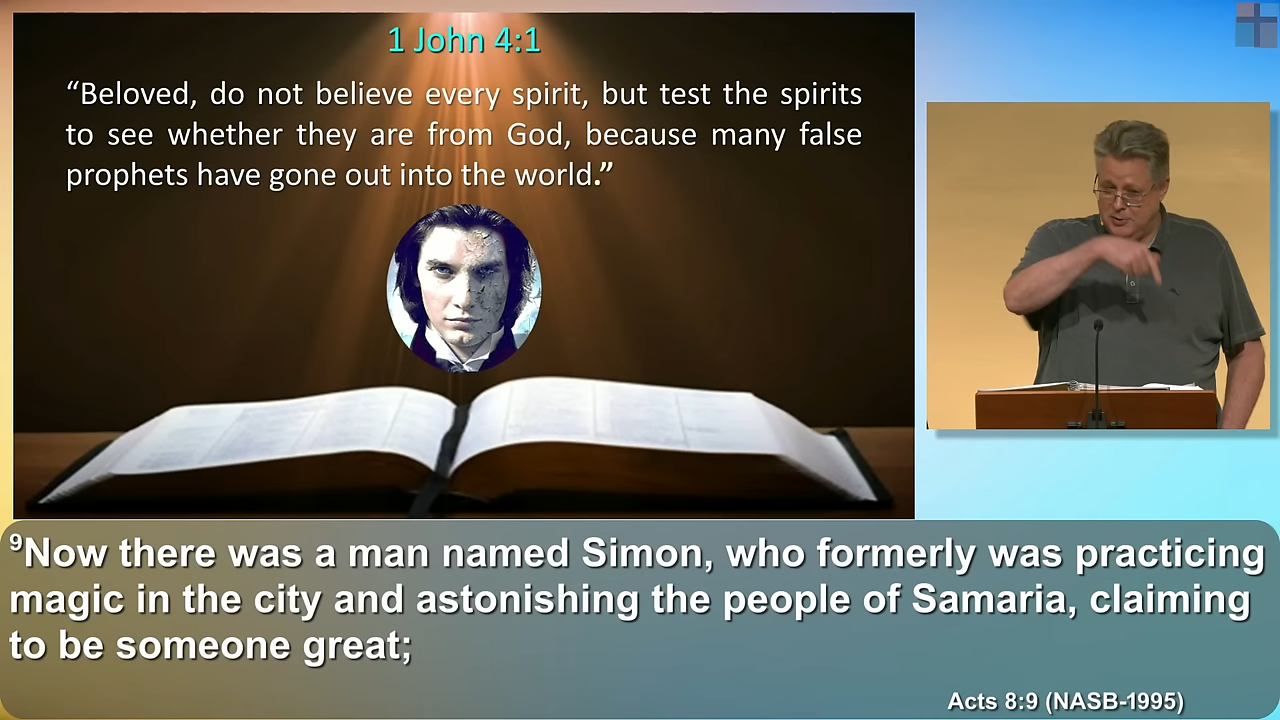 1 John 4:1
“Beloved, do not believe every spirit, but test the spirits
to see whether they are from God, because many false
prophets have gone out into the world.”
⁹Now there was a man named Simon, who formerly was practicing
magic in the city and astonishing the people of Samaria, claiming
to be someone great;
Acts 8:9 (NASB-1995)